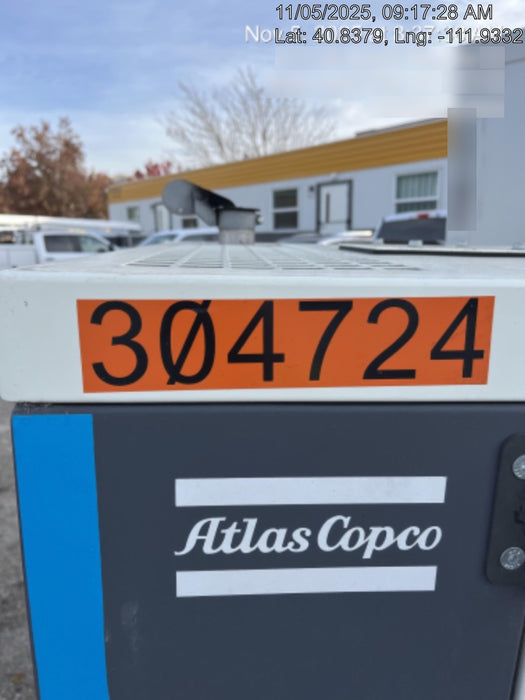 11/05/2025, 09:17:28 AM
Lat: 40.8379, Lng: -111.9332
3Ø4724
Atlas Copco